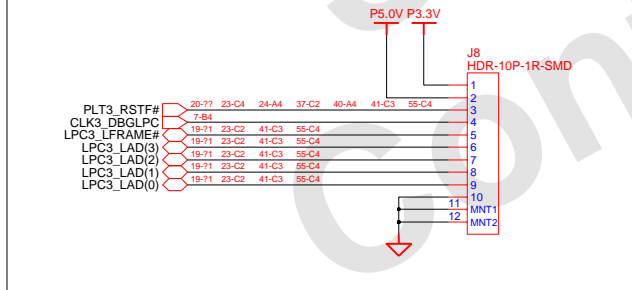 P5.0V P3.3V
J8
HDR-10P-1R-SMD
1
2
PLT3_RSTF# 20-?? 23-C4 24-A4 37-C2 40-A4 41-C3 55-C4 3
CLK3_DBGLPC 7-B4 4
LPC3_LFRAME# 19-?1 23-C2 41-C3 55-C4 5
LPC3_LAD(3) 19-?1 23-C2 41-C3 55-C4 6
LPC3_LAD(2) 19-?1 23-C2 41-C3 55-C4 7
LPC3_LAD(1) 19-?1 23-C2 41-C3 55-C4 8
LPC3_LAD(0) 19-?1 23-C2 41-C3 55-C4 9
10
11 MNT1
12 MNT2